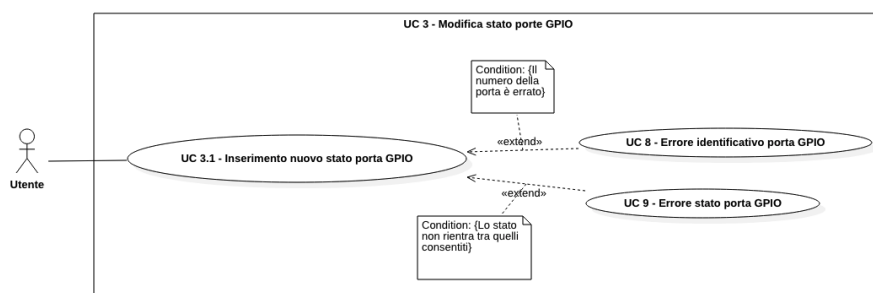 UC 3 - Modifica stato porte GPIO
Condition: {Il
numero della
porta è errato}
«extend»
UC 8 - Errore identificativo porta GPIO
UC 3.1 - Inserimento nuovo stato porta GPIO
Utente
«extend»
UC 9 - Errore stato porta GPIO
Condition: {Lo stato
non rientra tra quelli
consentiti}